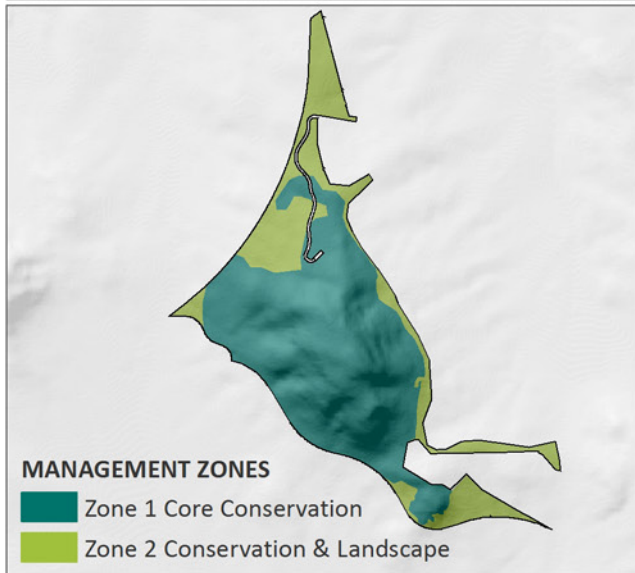 MANAGEMENT ZONES
Zone 1 Core Conservation
Zone 2 Conservation & Landscape